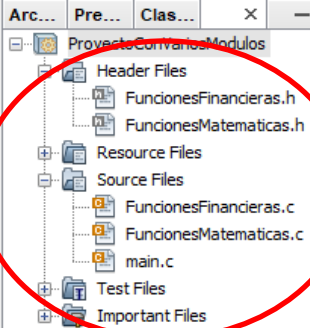 Arc... Pre... Clas...
ProyectoConVariosModulos
Header Files
FuncionesFinancieras.h
FuncionesMatematicas.h
Resource Files
Source Files
FuncionesFinancieras.c
FuncionesMatematicas.c
main.c
Test Files
Important Files